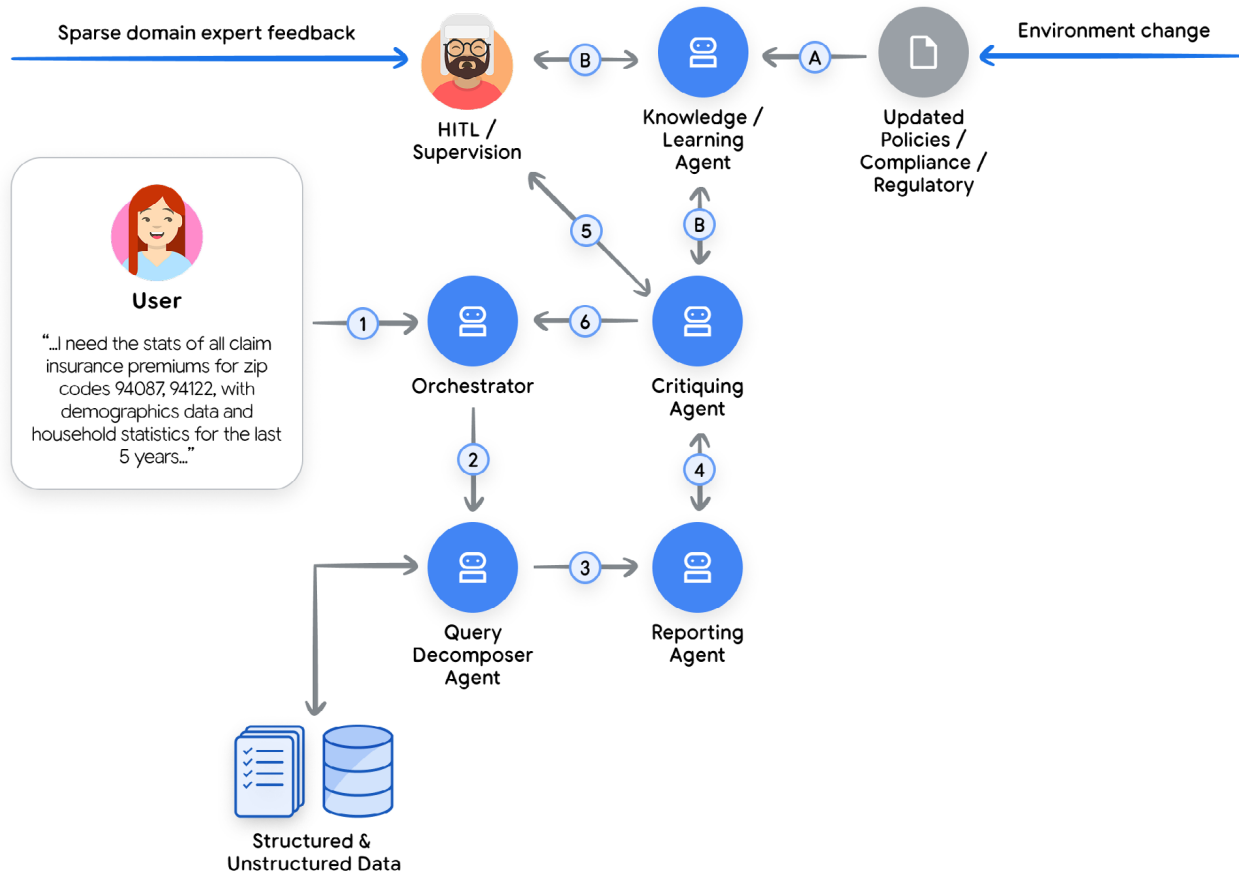 Sparse domain expert feedback
Environment change
B
A
HITL /
Supervision
Knowledge /
Learning
Agent
Updated
Policies /
Compliance /
Regulatory
5
B
User
“...I need the stats of all claim
insurance premiums for zip
codes 94087, 94122, with
demographics data and
household statistics for the last
5 years...”
1
6
Orchestrator
Critiquing
Agent
2
4
3
Query
Decomposer
Agent
Reporting
Agent
Structured &
Unstructured Data